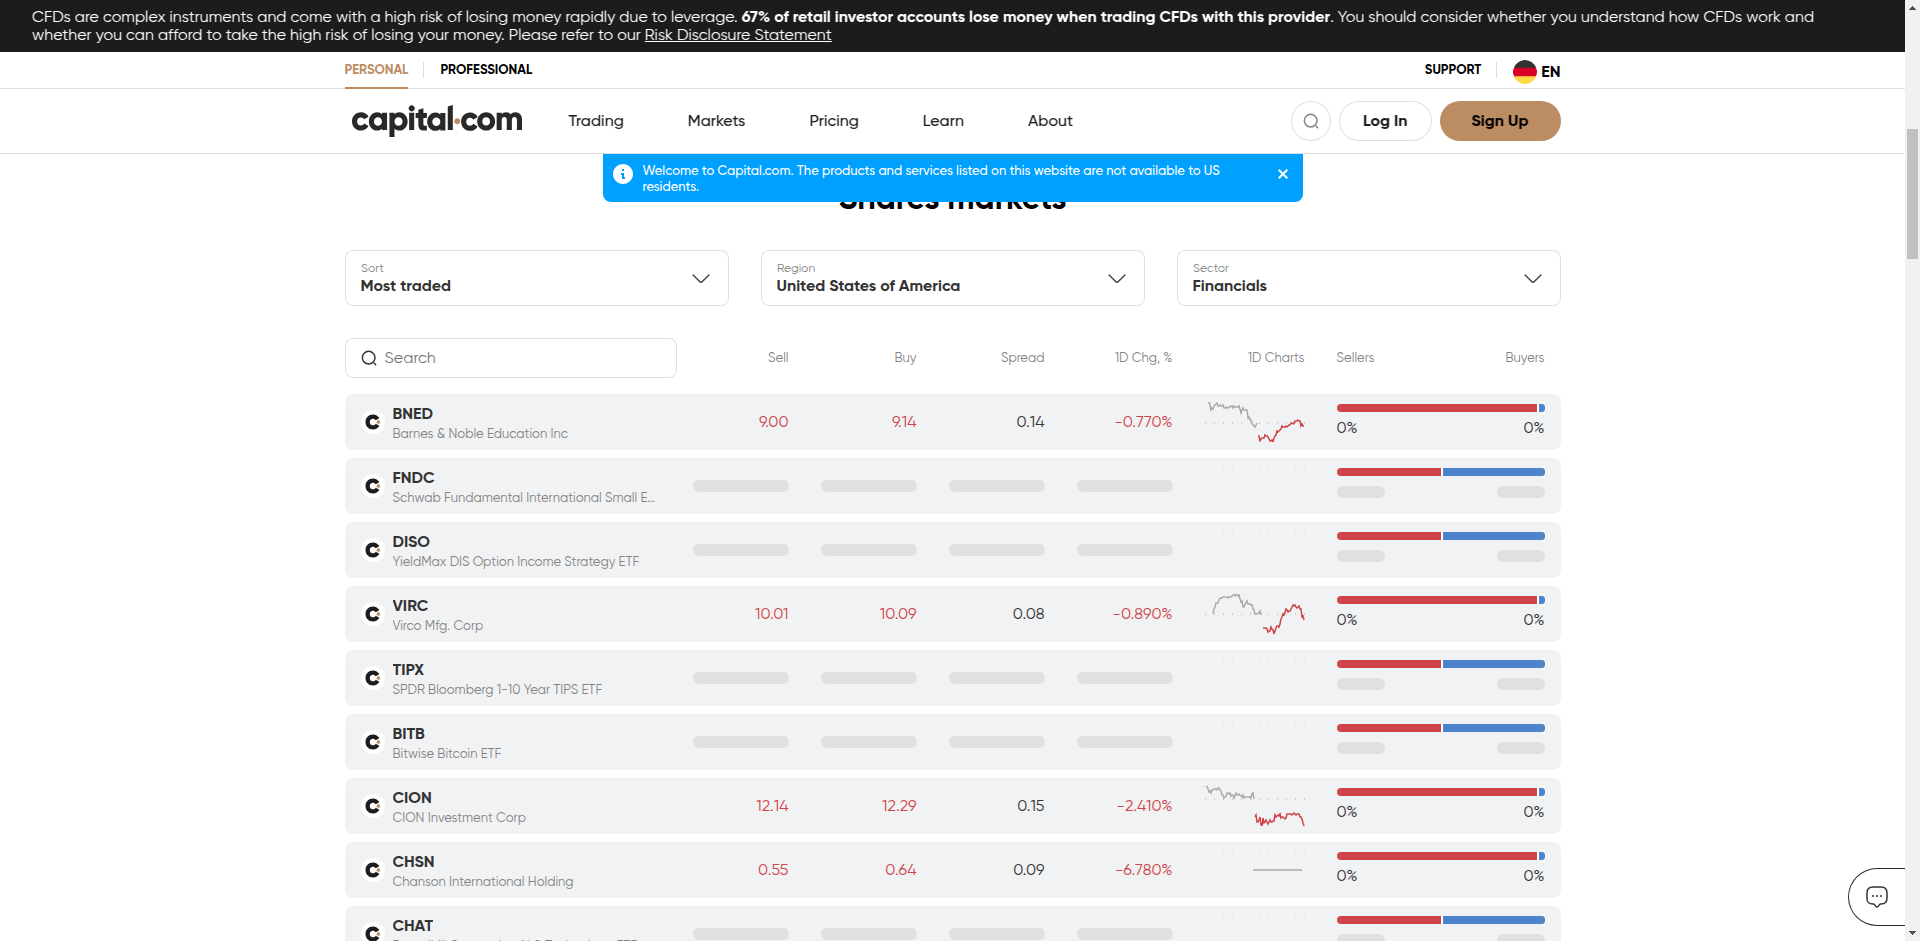 CFDs are complex instruments and come with a high risk of losing money rapidly due to leverage. 67% of retail investor accounts lose money when trading CFDs with this provider. You should consider whether you understand how CFDs work and
whether you can afford to take the high risk of losing your money. Please refer to our Risk Disclosure Statement
PERSONAL PROFESSIONAL SUPPORT EN
capital.com Trading Markets Pricing Learn About Log In Sign Up
Welcome to Capital.com. The products and services listed on this website are not available to US
residents.
Shares markets
Sort Region Sector
Most traded United States of America Financials
Search Sell Buy Spread 1D Chg, % 1D Charts Sellers Buyers
BNED
Barnes & Noble Education Inc
9.00 9.14 0.14 -0.770% 0% 0%
FNDC
Schwab Fundamental International Small E...
DISO
YieldMax DIS Option Income Strategy ETF
VIRC
Virco Mfg. Corp
10.01 10.09 0.08 -0.890% 0% 0%
TIPX
SPDR Bloomberg 1-10 Year TIPS ETF
BITB
Bitwise Bitcoin ETF
CION
CION Investment Corp
12.14 12.29 0.15 -2.410% 0% 0%
CHSN
Chanson International Holding
0.55 0.64 0.09 -6.780% 0% 0%
CHAT